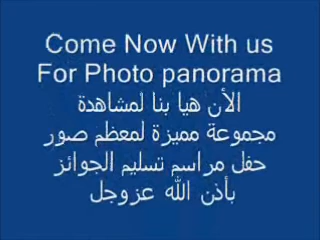 Come Now With us
For Photo panorama
الأن هيا بنا لمشاهدة
مجموعة مميزة لمعظم صور
حفل مراسم تسليم الجوائز
بأذن الله عزوجل